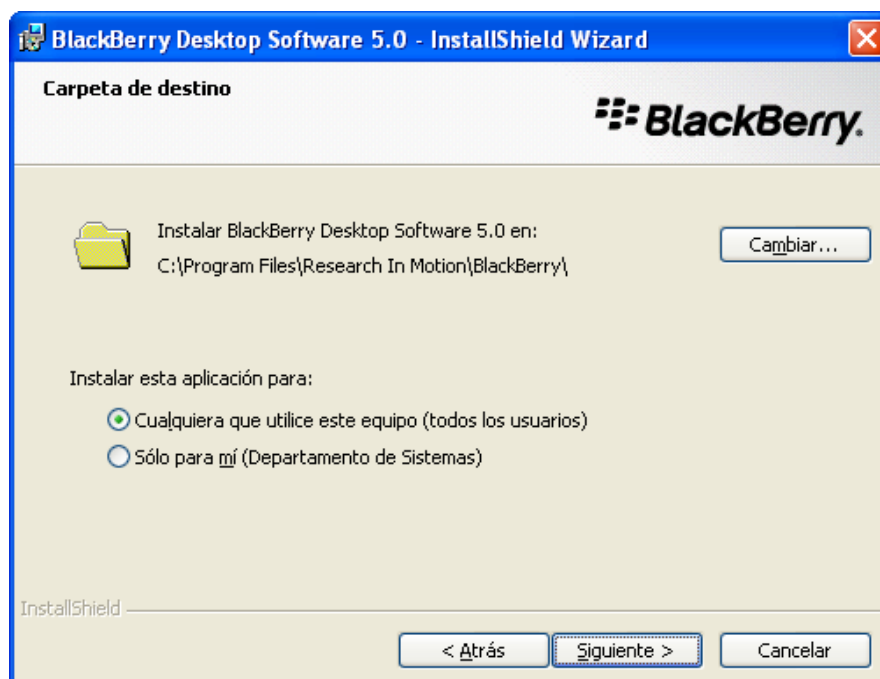 BlackBerry Desktop Software 5.0 - InstallShield Wizard
Carpeta de destino
BlackBerry.
Instalar BlackBerry Desktop Software 5.0 en:
Cambiar...
C:\Program Files\Research In Motion\BlackBerry\
Instalar esta aplicación para:
Cualquiera que utilice este equipo (todos los usuarios)
Sólo para mí (Departamento de Sistemas)
InstallShield
< Atrás Siguiente > Cancelar